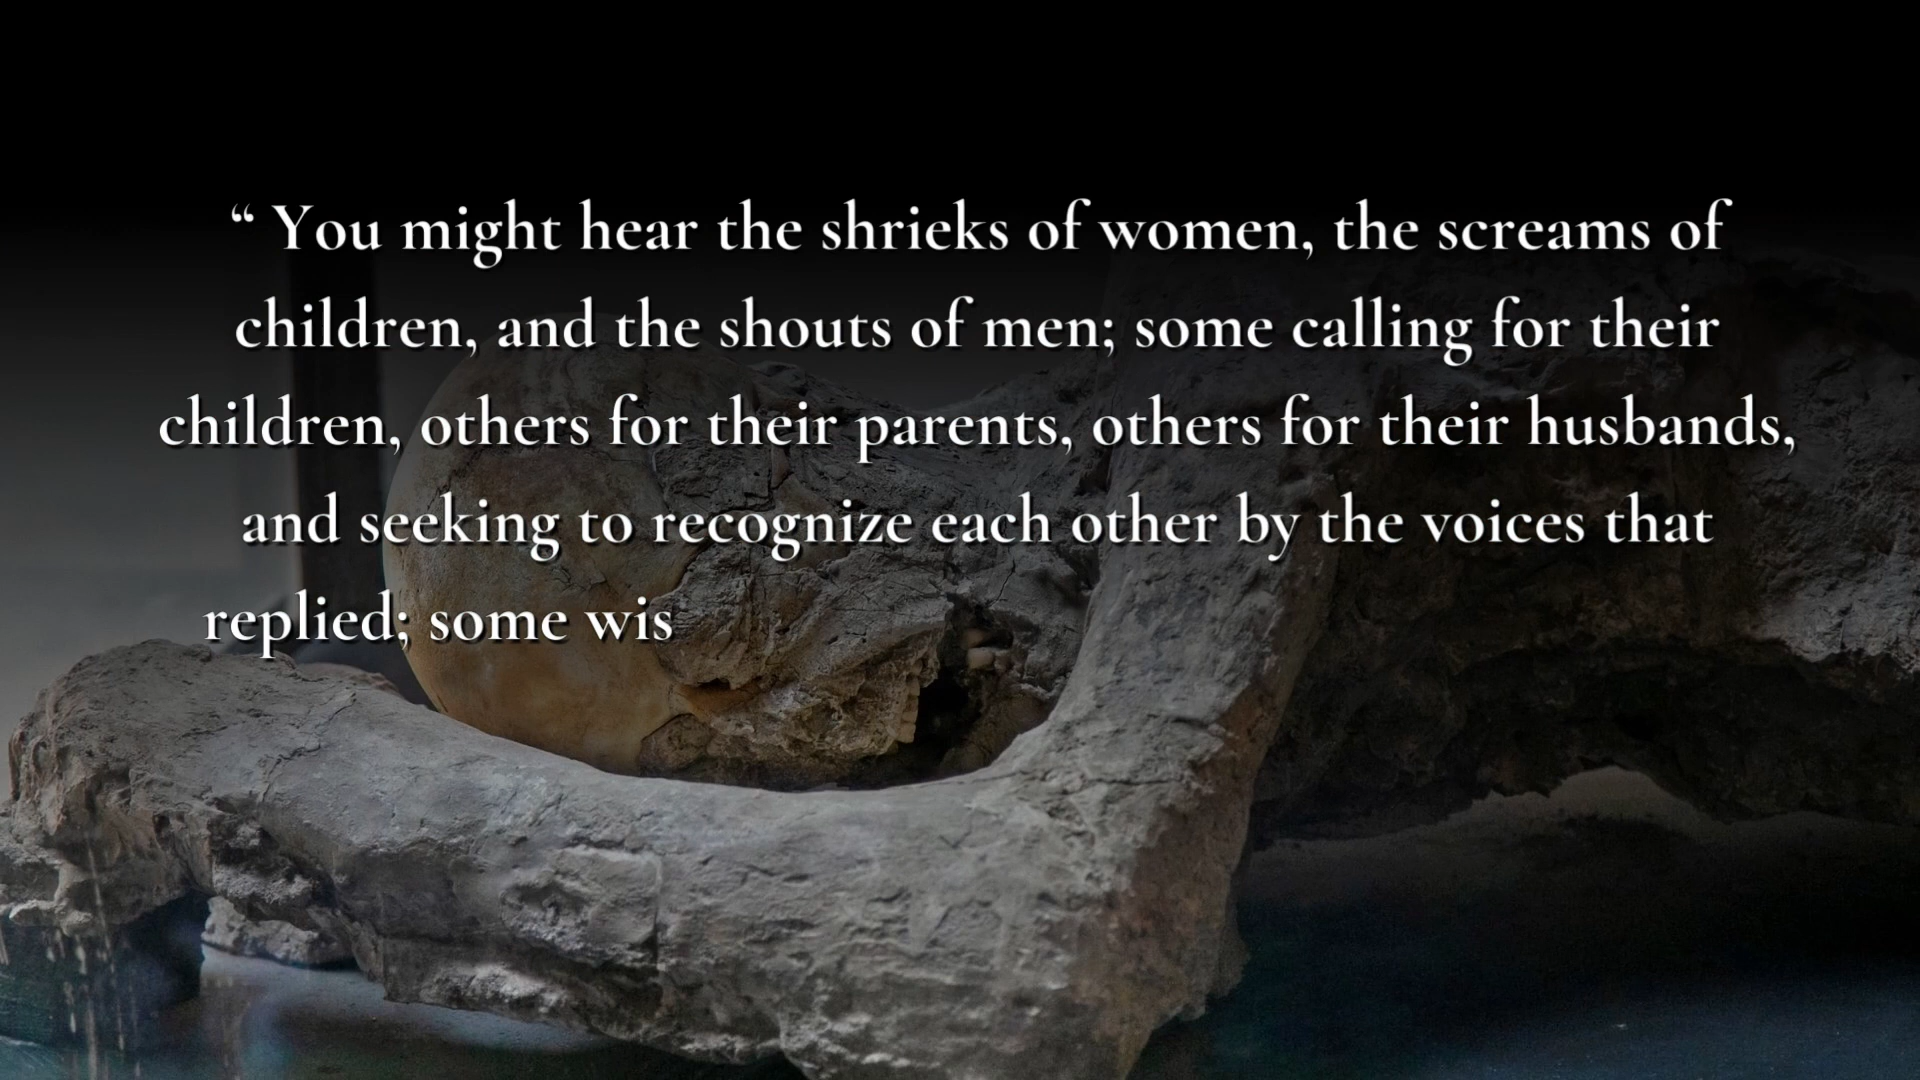 “ You might hear the shrieks of women, the screams of
children, and the shouts of men; some calling for their
children, others for their parents, others for their husbands,
and seeking to recognize each other by the voices that
replied; some wis